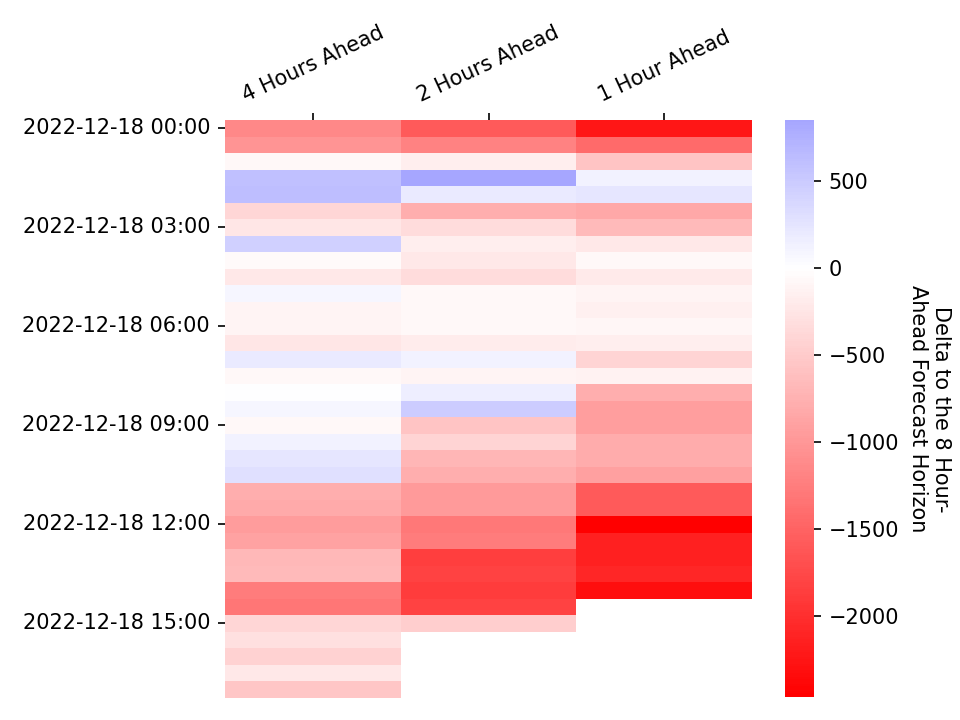 4 Hours Ahead
2 Hours Ahead
1 Hour Ahead
2022-12-18 00:00
2022-12-18 03:00
2022-12-18 06:00
2022-12-18 09:00
2022-12-18 12:00
2022-12-18 15:00
500
0
−500
−1000
−1500
−2000
Delta to the 8 Hour-
Ahead Forecast Horizon